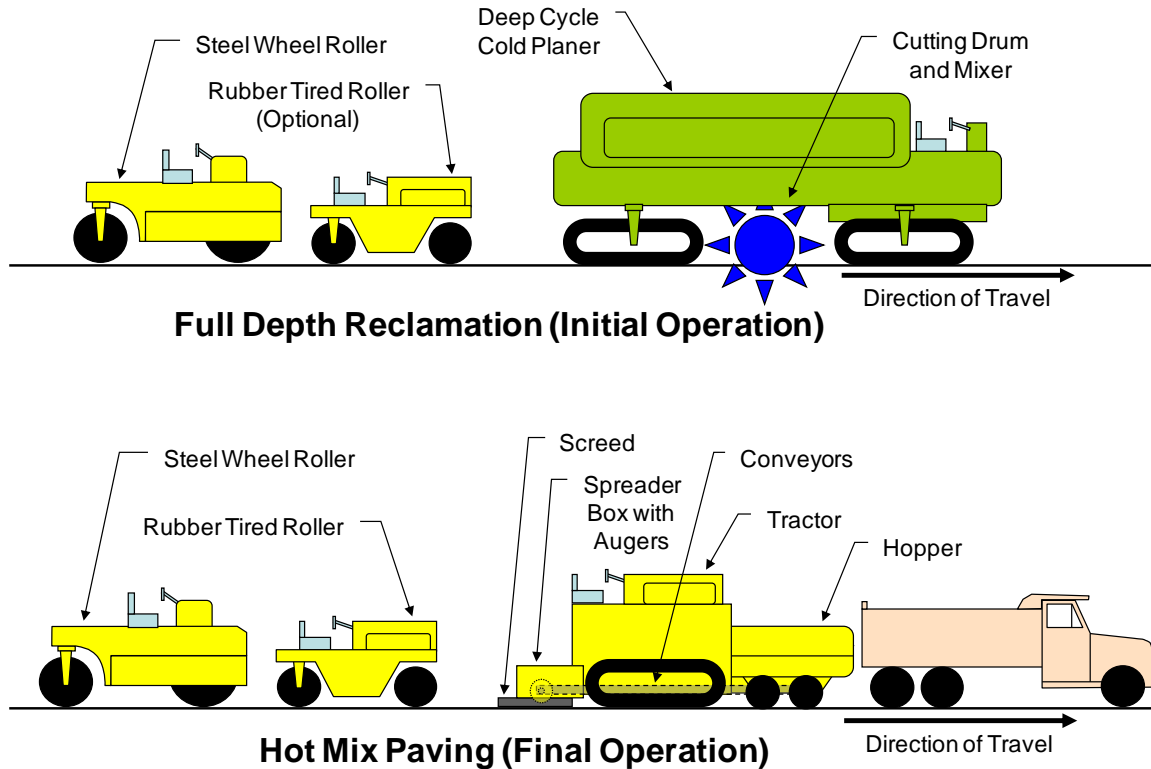 Steel Wheel Roller
Rubber Tired Roller
(Optional)
Deep Cycle
Cold Planer
Cutting Drum
and Mixer
Direction of Travel
Full Depth Reclamation (Initial Operation)
Steel Wheel Roller
Rubber Tired Roller
Screed
Spreader
Box with
Augers
Conveyors
Tractor
Hopper
Direction of Travel
Hot Mix Paving (Final Operation)